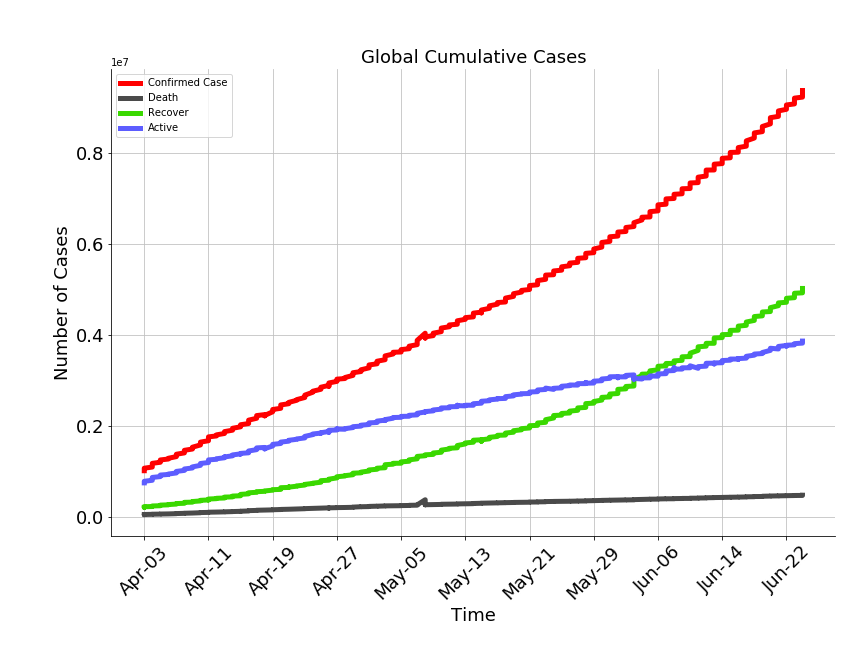 Global Cumulative Cases
1e7
Confirmed Case
Death
Recover
Active
0.8
0.6
0.4
0.2
0.0
Number of Cases
Apr-03 Apr-11 Apr-19 Apr-27 May-05 May-13 May-21 May-29 Jun-06 Jun-14 Jun-22
Time